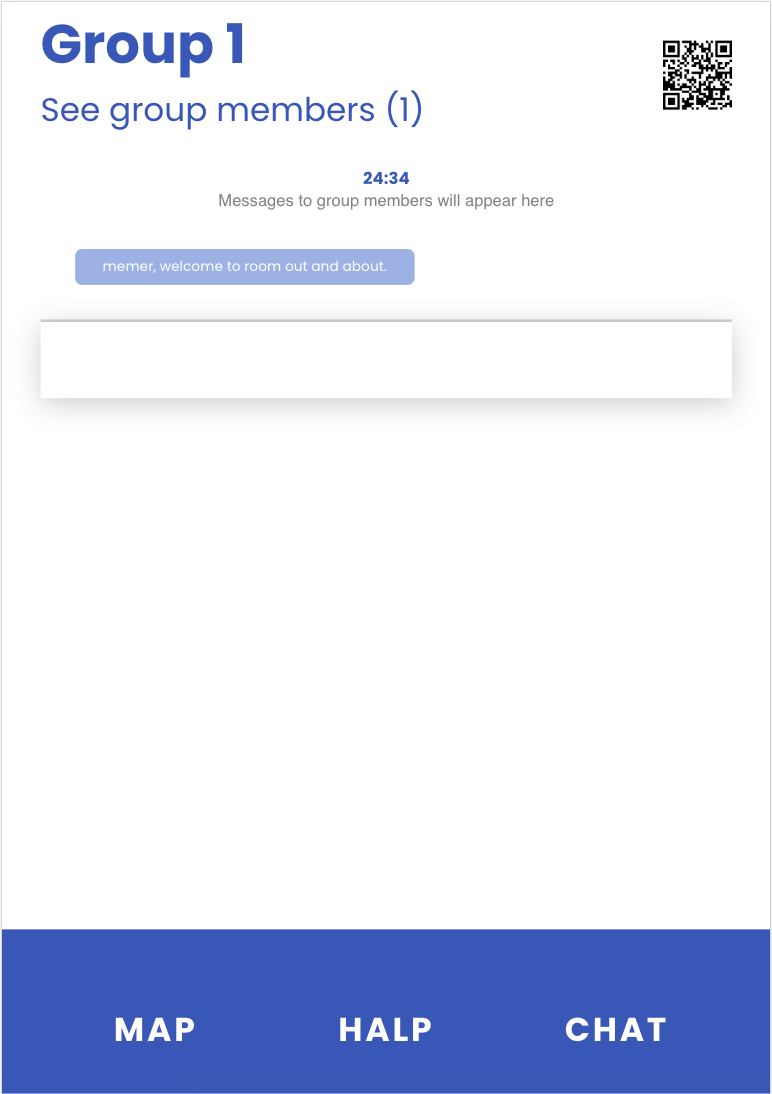 Group 1
See group members (1)
24:34
Messages to group members will appear here
memer, welcome to room out and about.
MAP
HALP
CHAT